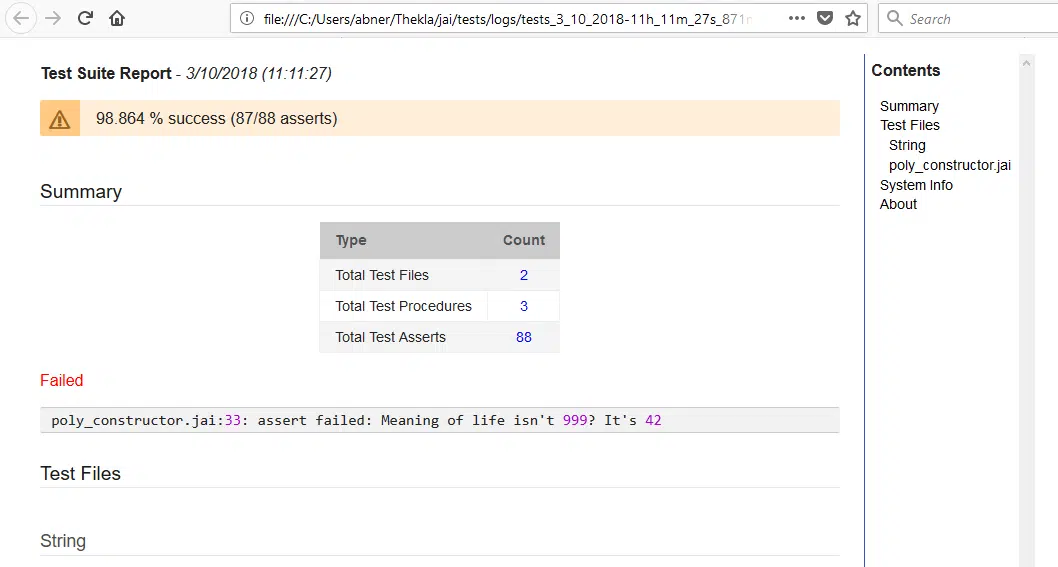 file:///C:/Users/abner/Thekla/jai/tests/logs/tests_3_10_2018-11h_11m_27s_871m
Search
Test Suite Report - 3/10/2018 (11:11:27)
98.864 % success (87/88 asserts)
Summary
Type Count
Total Test Files 2
Total Test Procedures 3
Total Test Asserts 88
Failed
poly_constructor.jai:33: assert failed: Meaning of life isn't 999? It's 42
Test Files
String
Contents
Summary
Test Files
String
poly_constructor.jai
System Info
About